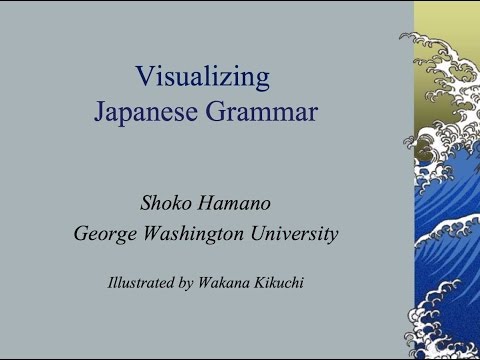 Visualizing
Japanese Grammar
Shoko Hamano
George Washington University
Illustrated by Wakana Kikuchi